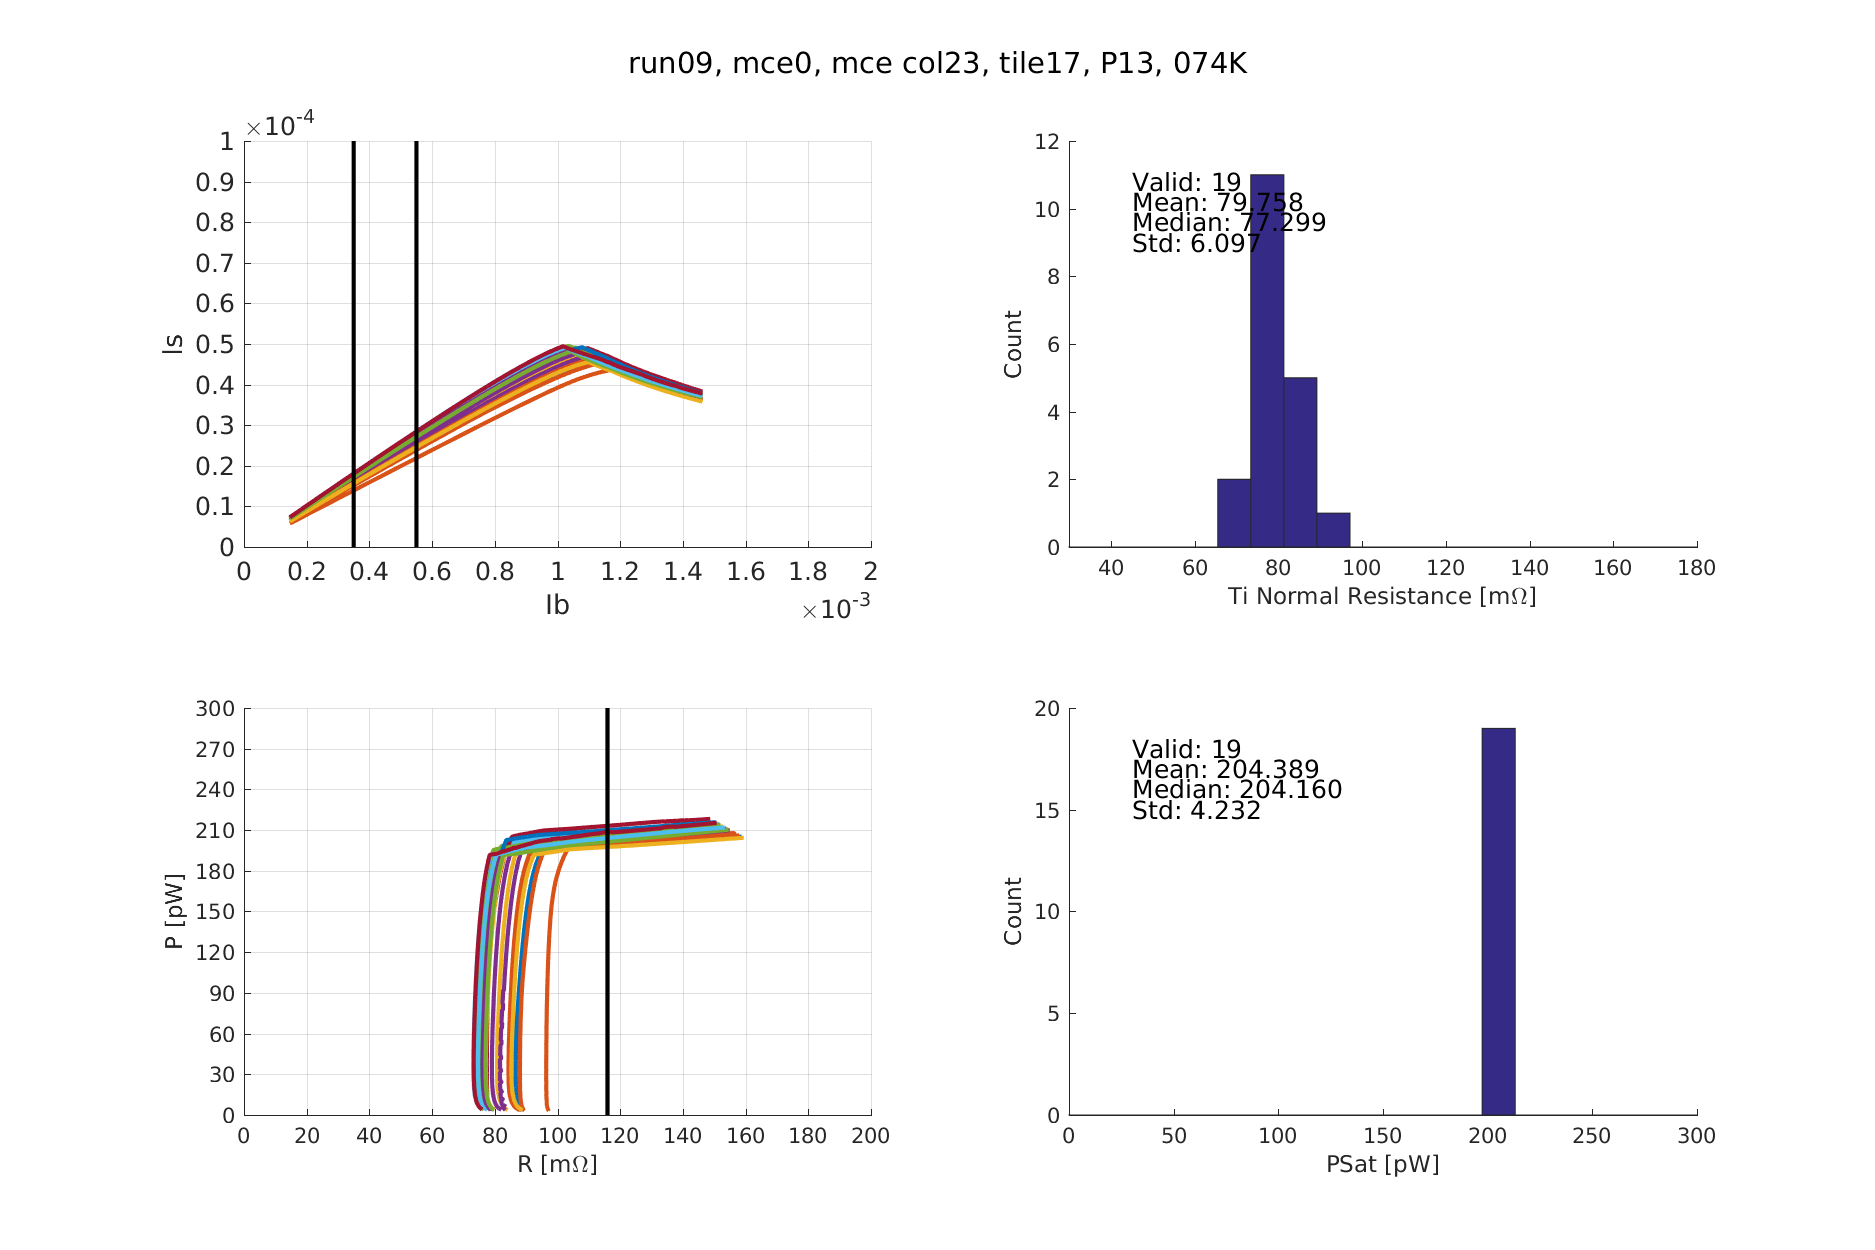 run09, mce0, mce col23, tile17, P13, 074K
×10-4
1
0.9
0.8
0.7
0.6
0.5
0.4
0.3
0.2
0.1
0
Is
0 0.2 0.4 0.6 0.8 1 1.2 1.4 1.6 1.8 2
Ib
×10-3
12
10
8
6
4
2
0
Count
Valid: 19
Mean: 79.758
Median: 77.299
Std: 6.097
40 60 80 100 120 140 160 180
Ti Normal Resistance [mΩ]
300
270
240
210
180
150
120
90
60
30
0
P [pW]
0 20 40 60 80 100 120 140 160 180 200
R [mΩ]
20
15
10
5
0
Count
Valid: 19
Mean: 204.389
Median: 204.160
Std: 4.232
0 50 100 150 200 250 300
PSat [pW]